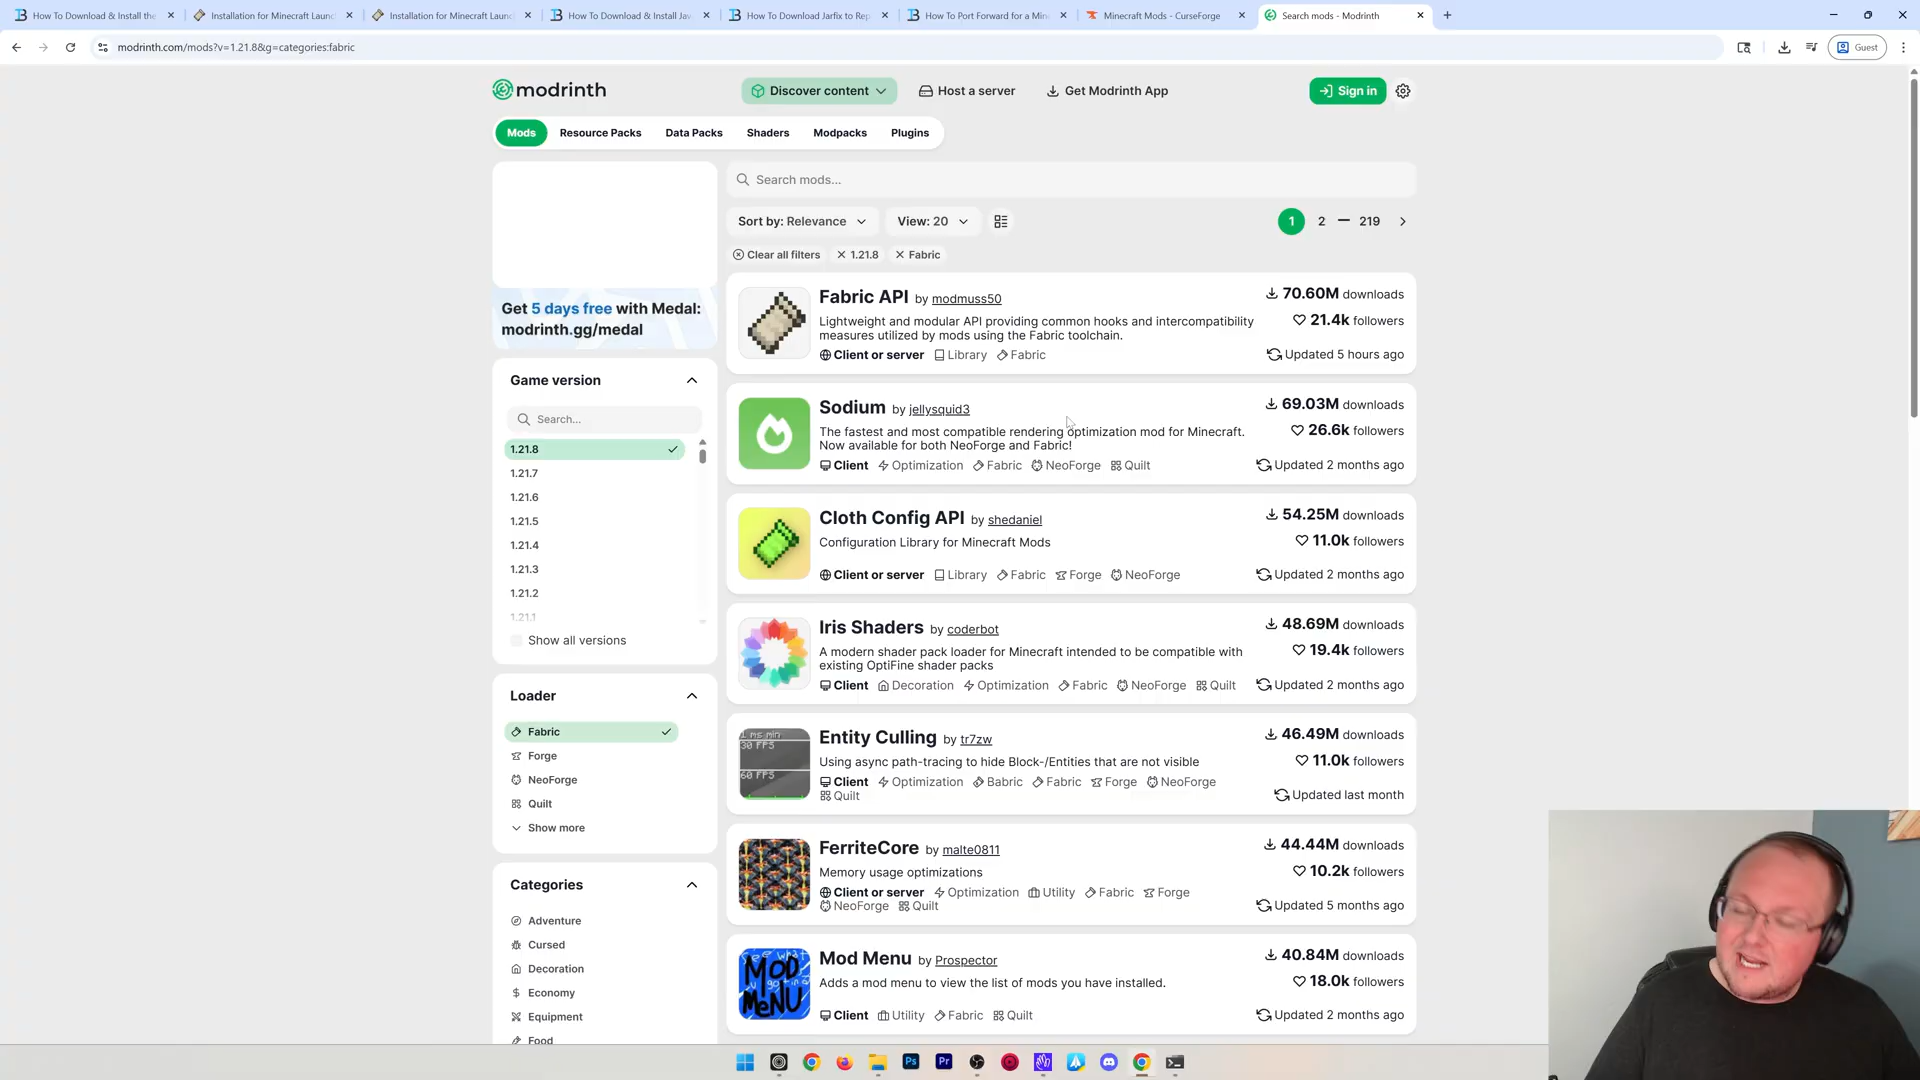 How To Download & Install the
Installation for Minecraft Launc
Installation for Minecraft Launc
How To Download & Install Jav
How To Download Jarfix to Rep
How To Port Forward for a Min
Minecraft Mods - CurseForge
Search mods - Modrinth
modrinth.com/mods?v=1.21.8&g=categories:fabric
Guest
modrinth
Discover content
Host a server
Get Modrinth App
Sign in
Mods
Resource Packs
Data Packs
Shaders
Modpacks
Plugins
Get 5 days free with Medal:
modrinth.gg/medal
Game version
Search...
1.21.8
1.21.7
1.21.6
1.21.5
1.21.4
1.21.3
1.21.2
1.21.1
Show all versions
Loader
Fabric
Forge
NeoForge
Quilt
Show more
Categories
Adventure
Cursed
Decoration
Economy
Equipment
Food
Search mods...
Sort by: Relevance
View: 20
1 2 — 219
Clear all filters
1.21.8
Fabric
Fabric API by modmuss50
Lightweight and modular API providing common hooks and intercompatibility
measures utilized by mods using the Fabric toolchain.
Client or server Library Fabric
70.60M downloads
21.4k followers
Updated 5 hours ago
Sodium by jellysquid3
The fastest and most compatible rendering optimization mod for Minecraft.
Now available for both NeoForge and Fabric!
Client Optimization Fabric NeoForge Quilt
69.03M downloads
26.6k followers
Updated 2 months ago
Cloth Config API by shedaniel
Configuration Library for Minecraft Mods
Client or server Library Fabric Forge NeoForge
54.25M downloads
11.0k followers
Updated 2 months ago
Iris Shaders by coderbot
A modern shader pack loader for Minecraft intended to be compatible with
existing OptiFine shader packs
Client Decoration Optimization Fabric NeoForge Quilt
48.69M downloads
19.4k followers
Updated 2 months ago
1 ms min
30 FPS
60 FPS
Entity Culling by tr7zw
Using async path-tracing to hide Block-/Entities that are not visible
Client Optimization Babric Fabric Forge NeoForge
Quilt
46.49M downloads
11.0k followers
Updated last month
FerriteCore by malte0811
Memory usage optimizations
Client or server Optimization Utility Fabric Forge
NeoForge Quilt
44.44M downloads
10.2k followers
Updated 5 months ago
MOD
MENU
Mod Menu by Prospector
Adds a mod menu to view the list of mods you have installed.
Client Utility Fabric Quilt
40.84M downloads
18.0k followers
Updated 2 months ago
Ps
Pr